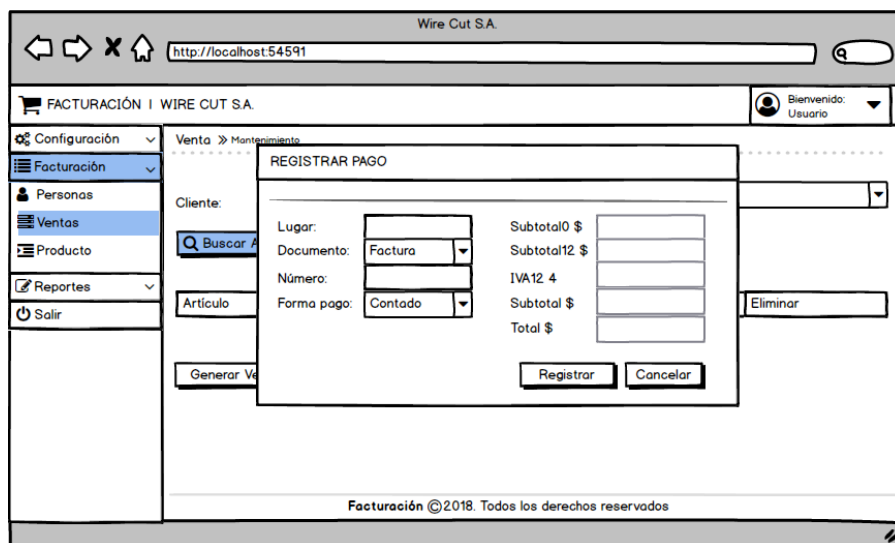 Wire Cut S.A.
http://localhost:54591
FACTURACIÓN I WIRE CUT S.A.
Bienvenido:
Usuario
Configuración
Facturación
Personas
Ventas
Producto
Reportes
Salir
Venta » Mantenimiento
Cliente:
Buscar A
Artículo
Eliminar
Generar Ve
REGISTRAR PAGO
Lugar:
Documento: Factura
Número:
Forma pago: Contado
Subtotal0 $
Subtotal12 $
IVA12 4
Subtotal $
Total $
Registrar
Cancelar
Facturación ©2018. Todos los derechos reservados